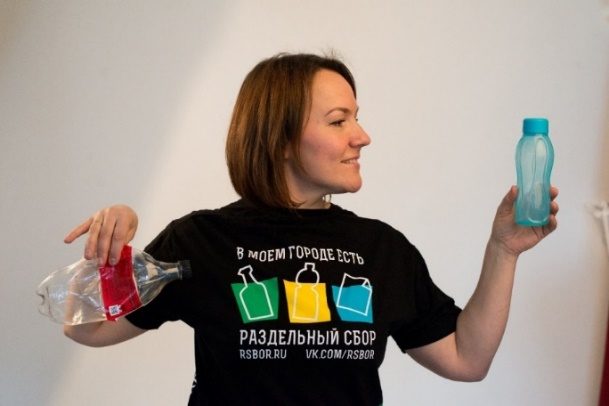 В МОЕМ ГОРОДЕ ЕСТЬ
РАЗДЕЛЬНЫЙ СБОР
RSBOR.RU VK.COM/RSBOR